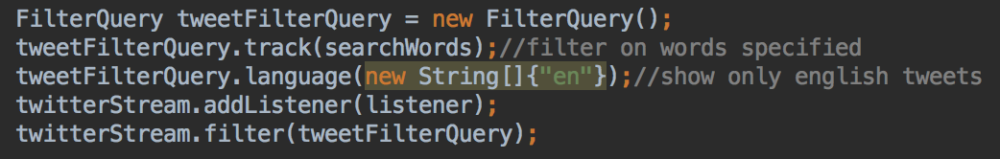 FilterQuery tweetFilterQuery = new FilterQuery();
tweetFilterQuery.track(searchWords);//filter on words specified
tweetFilterQuery.language(new String[]{"en"});//show only english tweets
twitterStream.addListener(listener);
twitterStream.filter(tweetFilterQuery);